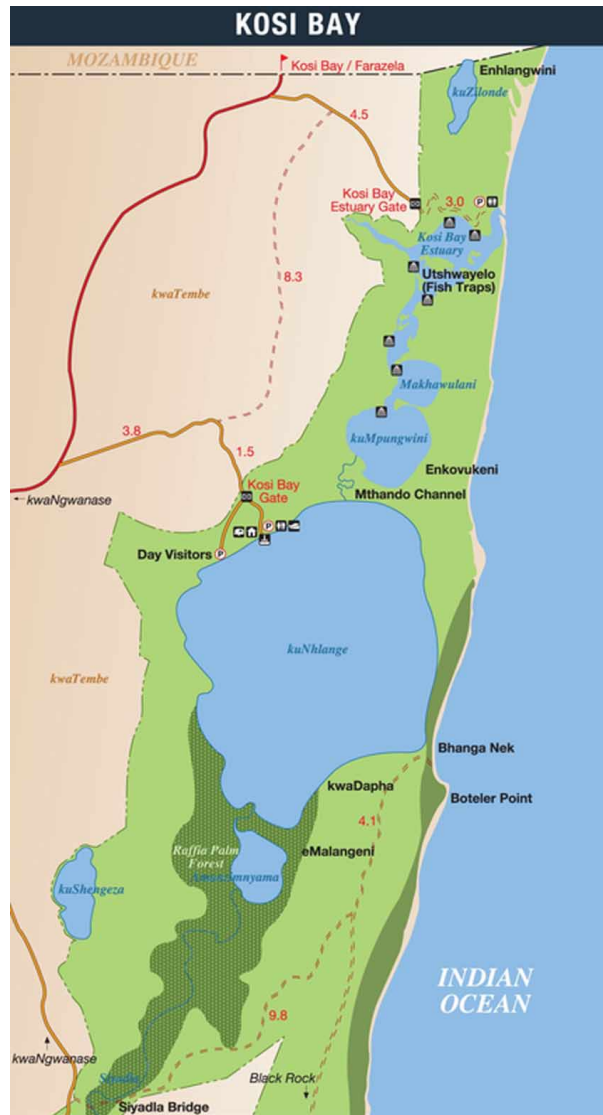 KOSI BAY
MOZAMBIQUE
Kosi Bay / Farazela
Enhlangwini
kuZilonde
4.5
Kosi Bay
Estuary Gate
3.0
P
Kosi Bay
Estuary
8.3
Utshwayelo
(Fish Traps)
kwaTembe
Makhawulani
3.8
kuMpungwini
1.5
Enkovukeni
Kosi Bay
Gate
Mthando Channel
kwaNgwanase
P
Day Visitors
P
kuNhlange
kwaTembe
Bhanga Nek
kwaDapha
Boteler Point
4.1
Raffia Palm
Forest
eMalangeni
Amanzimnyama
kuShengeza
INDIAN
OCEAN
9.8
kwaNgwanase
Siyadla
Black Rock
Siyadla Bridge